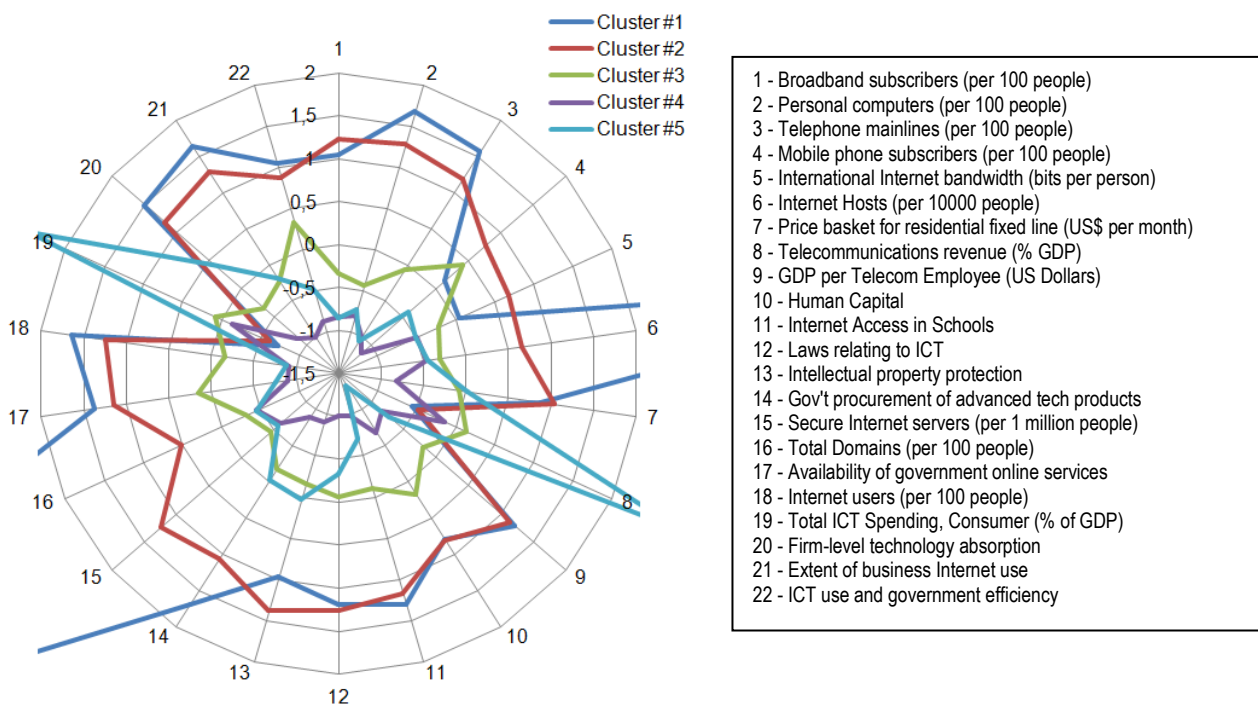 Cluster #1
Cluster #2
Cluster #3
Cluster #4
Cluster #5
1
2
3
4
5
6
7
8
9
10
11
12
13
14
15
16
17
18
19
20
21
22
2
1,5
1
0,5
0
-0,5
-1
-1,5
1 - Broadband subscribers (per 100 people)
2 - Personal computers (per 100 people)
3 - Telephone mainlines (per 100 people)
4 - Mobile phone subscribers (per 100 people)
5 - International Internet bandwidth (bits per person)
6 - Internet Hosts (per 10000 people)
7 - Price basket for residential fixed line (US$ per month)
8 - Telecommunications revenue (% GDP)
9 - GDP per Telecom Employee (US Dollars)
10 - Human Capital
11 - Internet Access in Schools
12 - Laws relating to ICT
13 - Intellectual property protection
14 - Gov't procurement of advanced tech products
15 - Secure Internet servers (per 1 million people)
16 - Total Domains (per 100 people)
17 - Availability of government online services
18 - Internet users (per 100 people)
19 - Total ICT Spending, Consumer (% of GDP)
20 - Firm-level technology absorption
21 - Extent of business Internet use
22 - ICT use and government efficiency